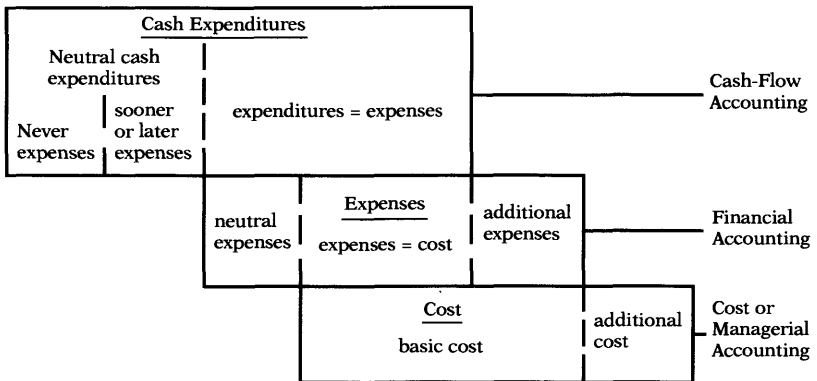 Cash Expenditures
Neutral cash
expenditures
Never
expenses
sooner
or later
expenses
expenditures = expenses
Cash-Flow
Accounting
neutral
expenses
Expenses
expenses = cost
additional
expenses
Financial
Accounting
Cost
basic cost
additional
cost
Cost or
Managerial
Accounting